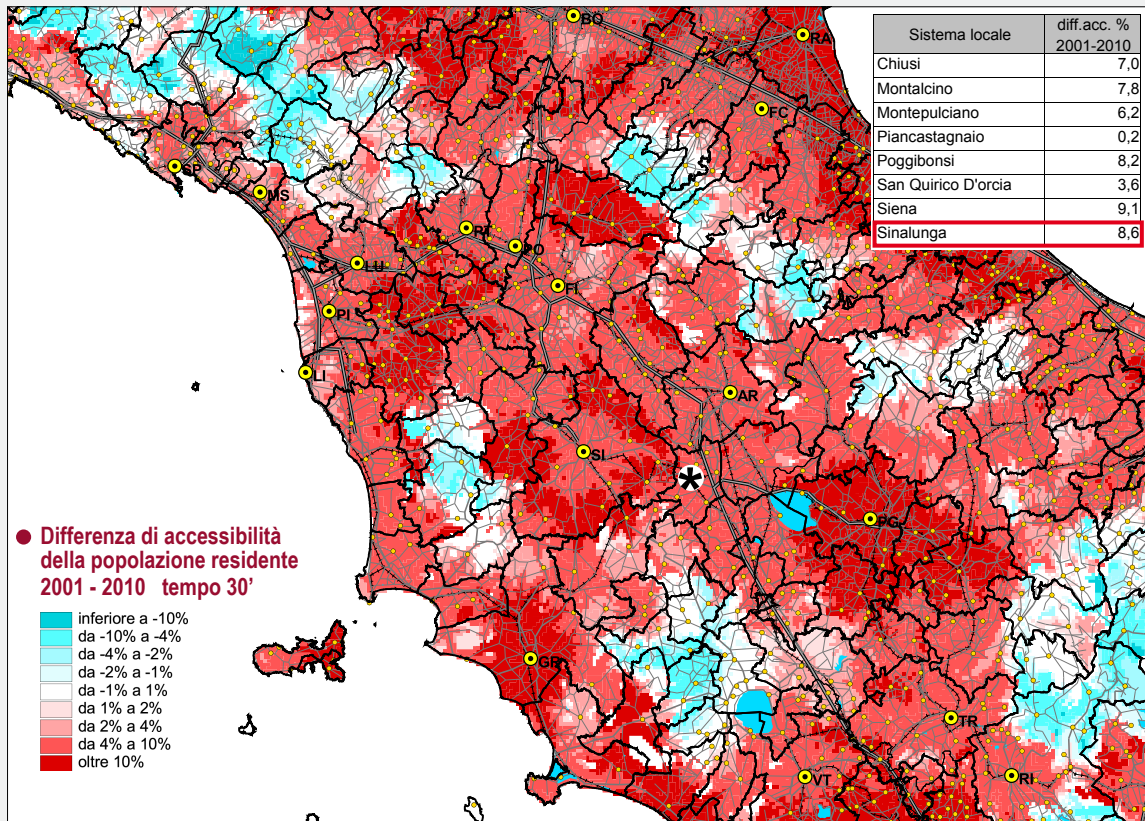 Sistema locale diff.acc. % 2001-2010
Chiusi 7,0
Montalcino 7,8
Montepulciano 6,2
Piancastagnaio 0,2
Poggibonsi 8,2
San Quirico D'orcia 3,6
Siena 9,1
Sinalunga 8,6
BO
RA
FC
SP
MS
PT
PO
LU
FI
PI
LI
AR
SI
*
PG
GR
TR
VT
RI
Differenza di accessibilità
della popolazione residente
2001 - 2010 tempo 30'
inferiore a -10%
da -10% a -4%
da -4% a -2%
da -2% a -1%
da -1% a 1%
da 1% a 2%
da 2% a 4%
da 4% a 10%
oltre 10%